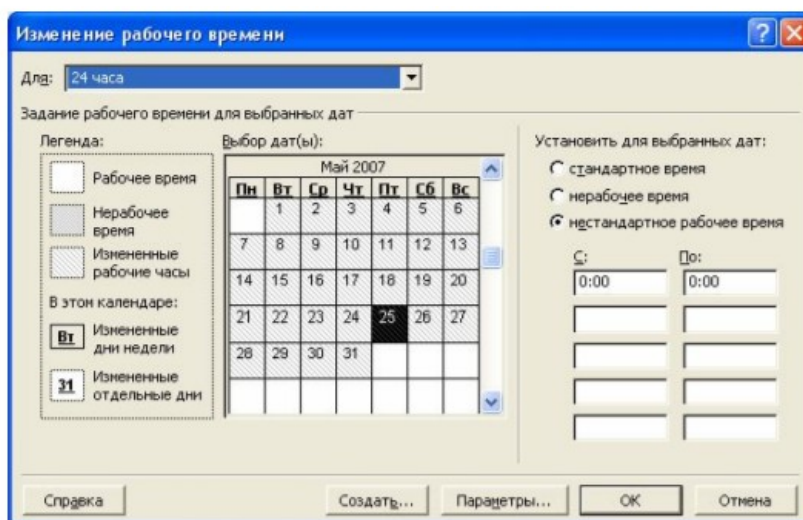 Изменение рабочего времени
Для: 24 часа
Задание рабочего времени для выбранных дат
Легенда:
Рабочее время
Нерабочее
время
Измененные
рабочие часы
В этом календаре:
Вт Измененные
дни недели
31 Измененные
отдельные дни
Выбор дат(ы):
Май 2007
Пн Вт Ср Чт Пт Сб Вс
1 2 3 4 5 6
7 8 9 10 11 12 13
14 15 16 17 18 19 20
21 22 23 24 25 26 27
28 29 30 31
Установить для выбранных дат:
стандартное время
нерабочее время
нестандартное рабочее время
С: По:
0:00 0:00
Справка Создать... Параметры... ОК Отмена